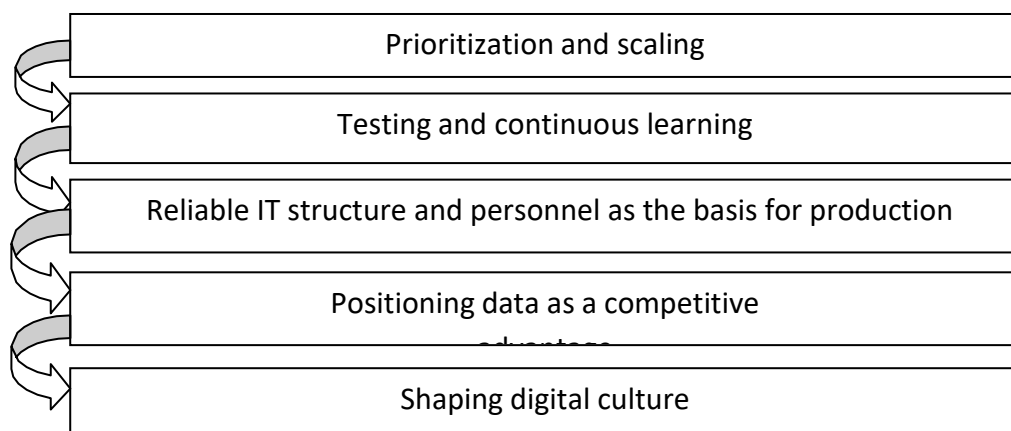 Prioritization and scaling
Testing and continuous learning
Reliable IT structure and personnel as the basis for production
Positioning data as a competitive
advantage
Shaping digital culture